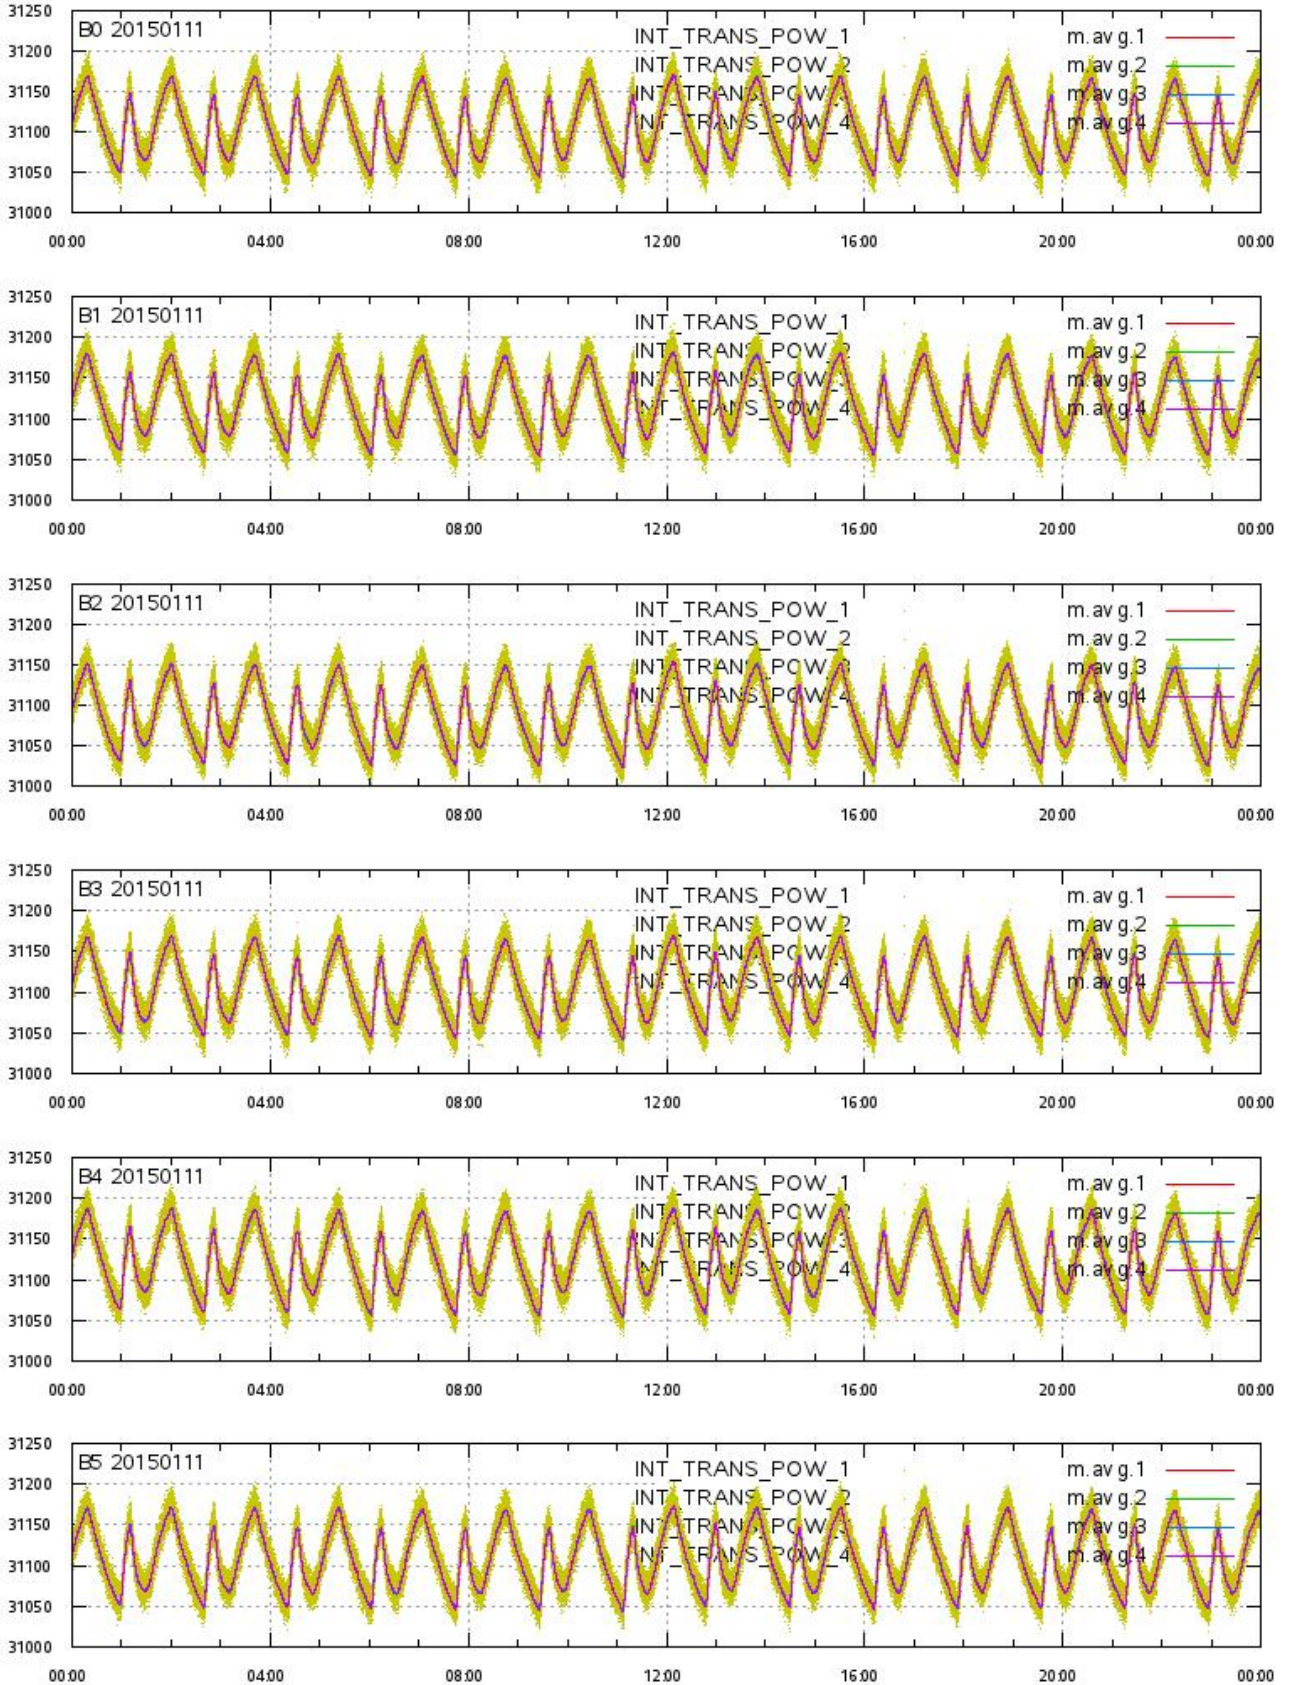 31250
B0 20150111 INT_TRANS_POW_1 m.avg.1
31200
INT_TRANS_POW_2 m.avg.2
31150
INT_TRANS_POW_3 m.avg.3
31100
INT_TRANS_POW_4 m.avg.4
31050
31000
00:00 04:00 08:00 12:00 16:00 20:00 00:00
31250
B1 20150111 INT_TRANS_POW_1 m.avg.1
31200
INT_TRANS_POW_2 m.avg.2
31150
INT_TRANS_POW_3 m.avg.3
31100
INT_TRANS_POW_4 m.avg.4
31050
31000
00:00 04:00 08:00 12:00 16:00 20:00 00:00
31250
B2 20150111 INT_TRANS_POW_1 m.avg.1
31200
INT_TRANS_POW_2 m.avg.2
31150
INT_TRANS_POW_3 m.avg.3
31100
INT_TRANS_POW_4 m.avg.4
31050
31000
00:00 04:00 08:00 12:00 16:00 20:00 00:00
31250
B3 20150111 INT_TRANS_POW_1 m.avg.1
31200
INT_TRANS_POW_2 m.avg.2
31150
INT_TRANS_POW_3 m.avg.3
31100
INT_TRANS_POW_4 m.avg.4
31050
31000
00:00 04:00 08:00 12:00 16:00 20:00 00:00
31250
B4 20150111 INT_TRANS_POW_1 m.avg.1
31200
INT_TRANS_POW_2 m.avg.2
31150
INT_TRANS_POW_3 m.avg.3
31100
INT_TRANS_POW_4 m.avg.4
31050
31000
00:00 04:00 08:00 12:00 16:00 20:00 00:00
31250
B5 20150111 INT_TRANS_POW_1 m.avg.1
31200
INT_TRANS_POW_2 m.avg.2
31150
INT_TRANS_POW_3 m.avg.3
31100
INT_TRANS_POW_4 m.avg.4
31050
31000
00:00 04:00 08:00 12:00 16:00 20:00 00:00